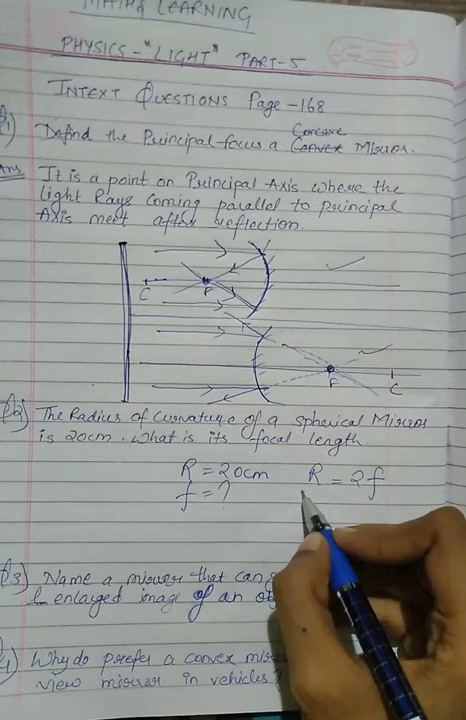 MATHS LEARNING
PHYSICS - "LIGHT" PART-5
INTEXT QUESTIONS Page - 168
Q1) Defind the Principal focus a Convex Mirror.
Concave
Ans It is a point on Principal Axis where the
light Rays coming parallel to principal
Axis meet after reflection.
C F
F C
Q2) The Radius of Curvature of a spherical Mirror
is 20cm. What is its focal length.
R = 20cm R = 2f
f = ?
Q3) Name a mirror that can
& enlarged image of an
Why do prefer a convex
view mirror in vehicles?